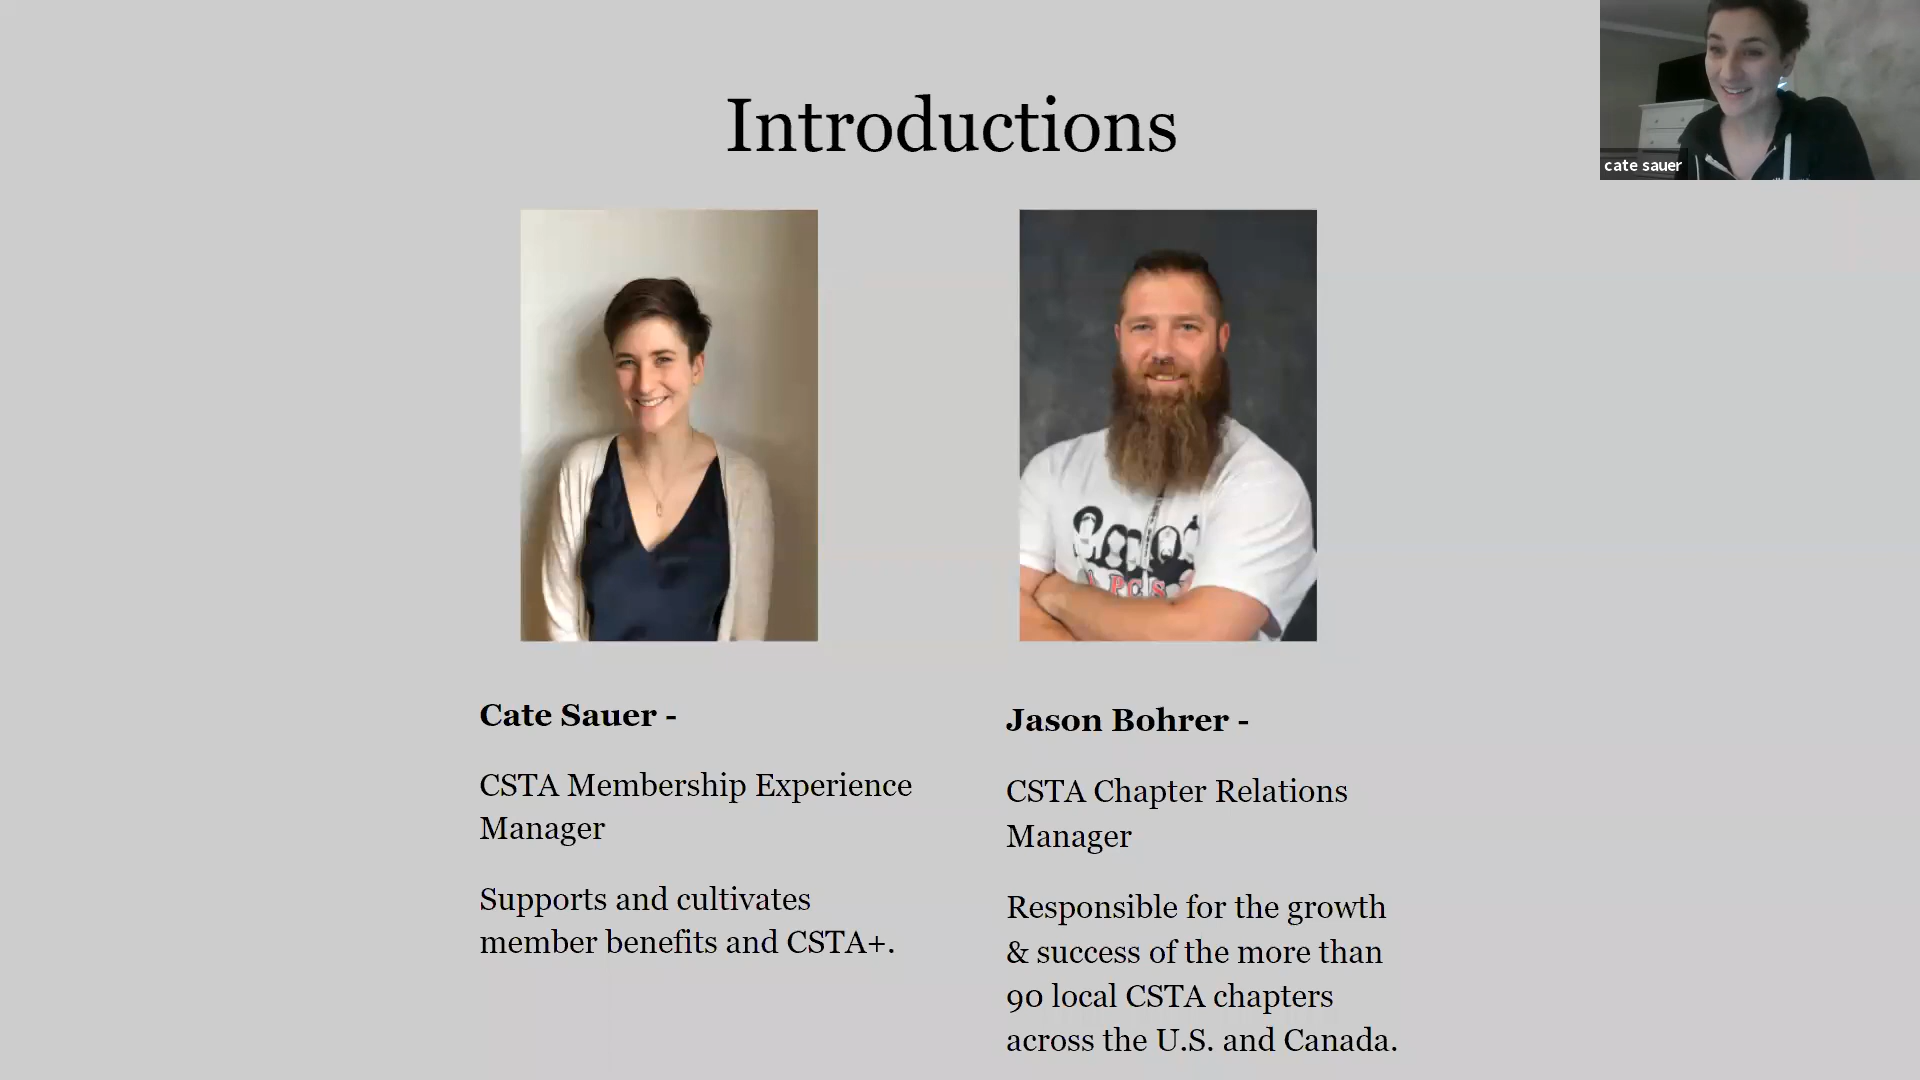 Introductions
cate sauer
Cate Sauer -
CSTA Membership Experience
Manager
Supports and cultivates
member benefits and CSTA+.
Jason Bohrer -
CSTA Chapter Relations
Manager
Responsible for the growth
& success of the more than
90 local CSTA chapters
across the U.S. and Canada.